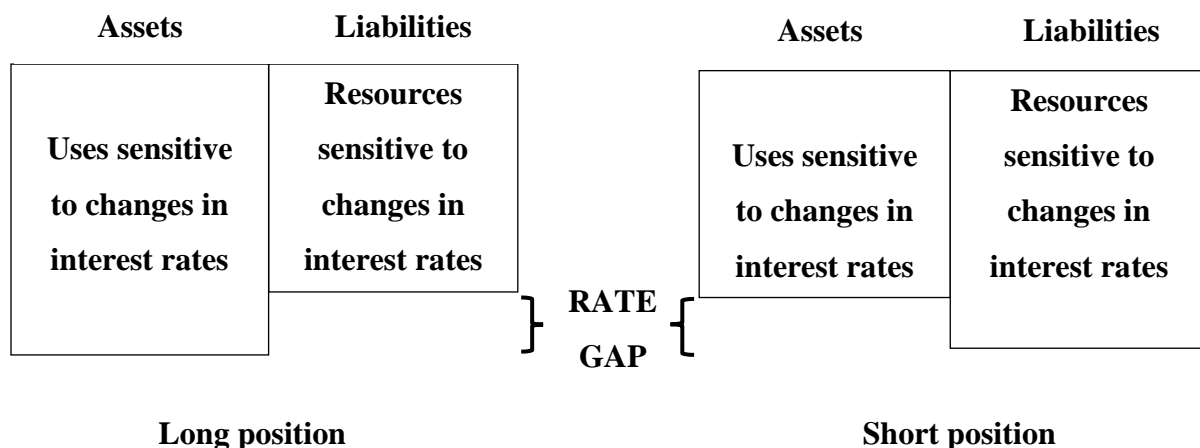 Assets
Liabilities
Uses sensitive
to changes in
interest rates
Resources
sensitive to
changes in
interest rates
Long position
RATE
GAP
Assets
Liabilities
Uses sensitive
to changes in
interest rates
Resources
sensitive to
changes in
interest rates
Short position